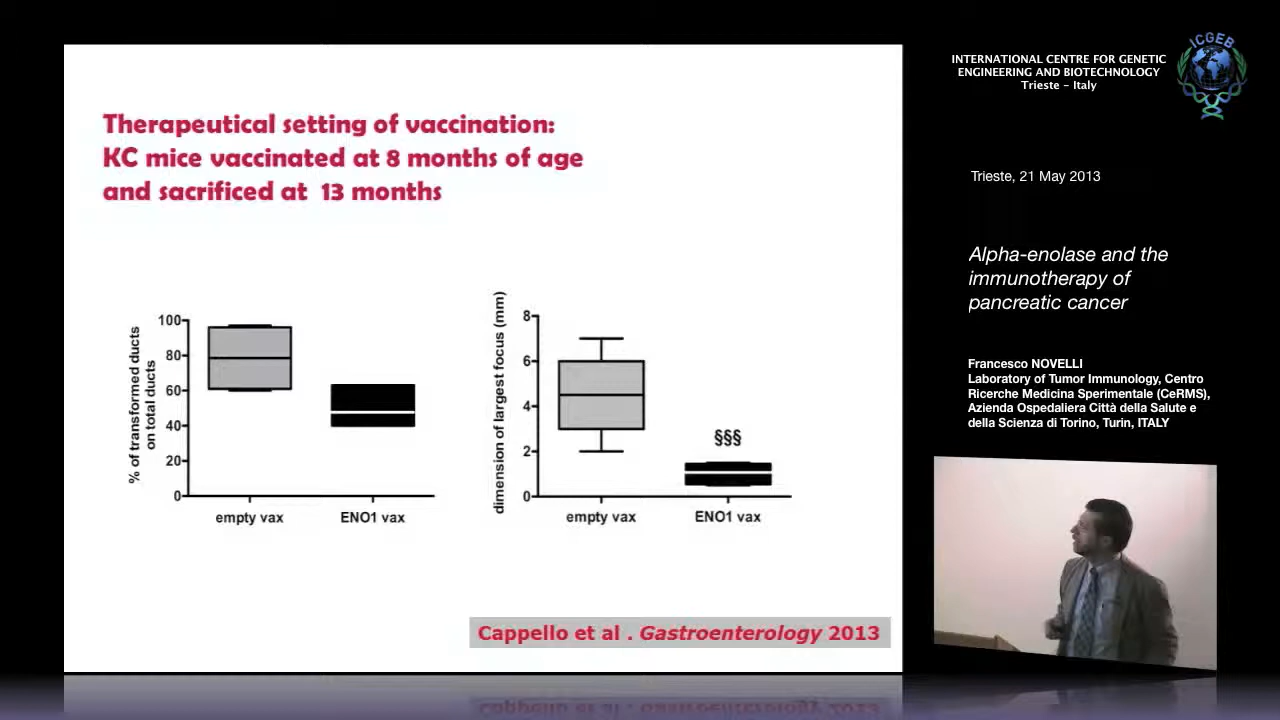 Therapeutical setting of vaccination:
KC mice vaccinated at 8 months of age
and sacrificed at 13 months
% of transformed ducts
on total ducts
100
80
60
40
20
0
empty vax
ENO1 vax
dimension of largest focus (mm)
8
6
4
2
0
§§§
empty vax
ENO1 vax
Cappello et al . Gastroenterology 2013
INTERNATIONAL CENTRE FOR GENETIC
ENGINEERING AND BIOTECHNOLOGY
Trieste - Italy
ICGEB
Trieste, 21 May 2013
Alpha-enolase and the
immunotherapy of
pancreatic cancer
Francesco NOVELLI
Laboratory of Tumor Immunology, Centro
Ricerche Medicina Sperimentale (CeRMS),
Azienda Ospedaliera Città della Salute e
della Scienza di Torino, Turin, ITALY